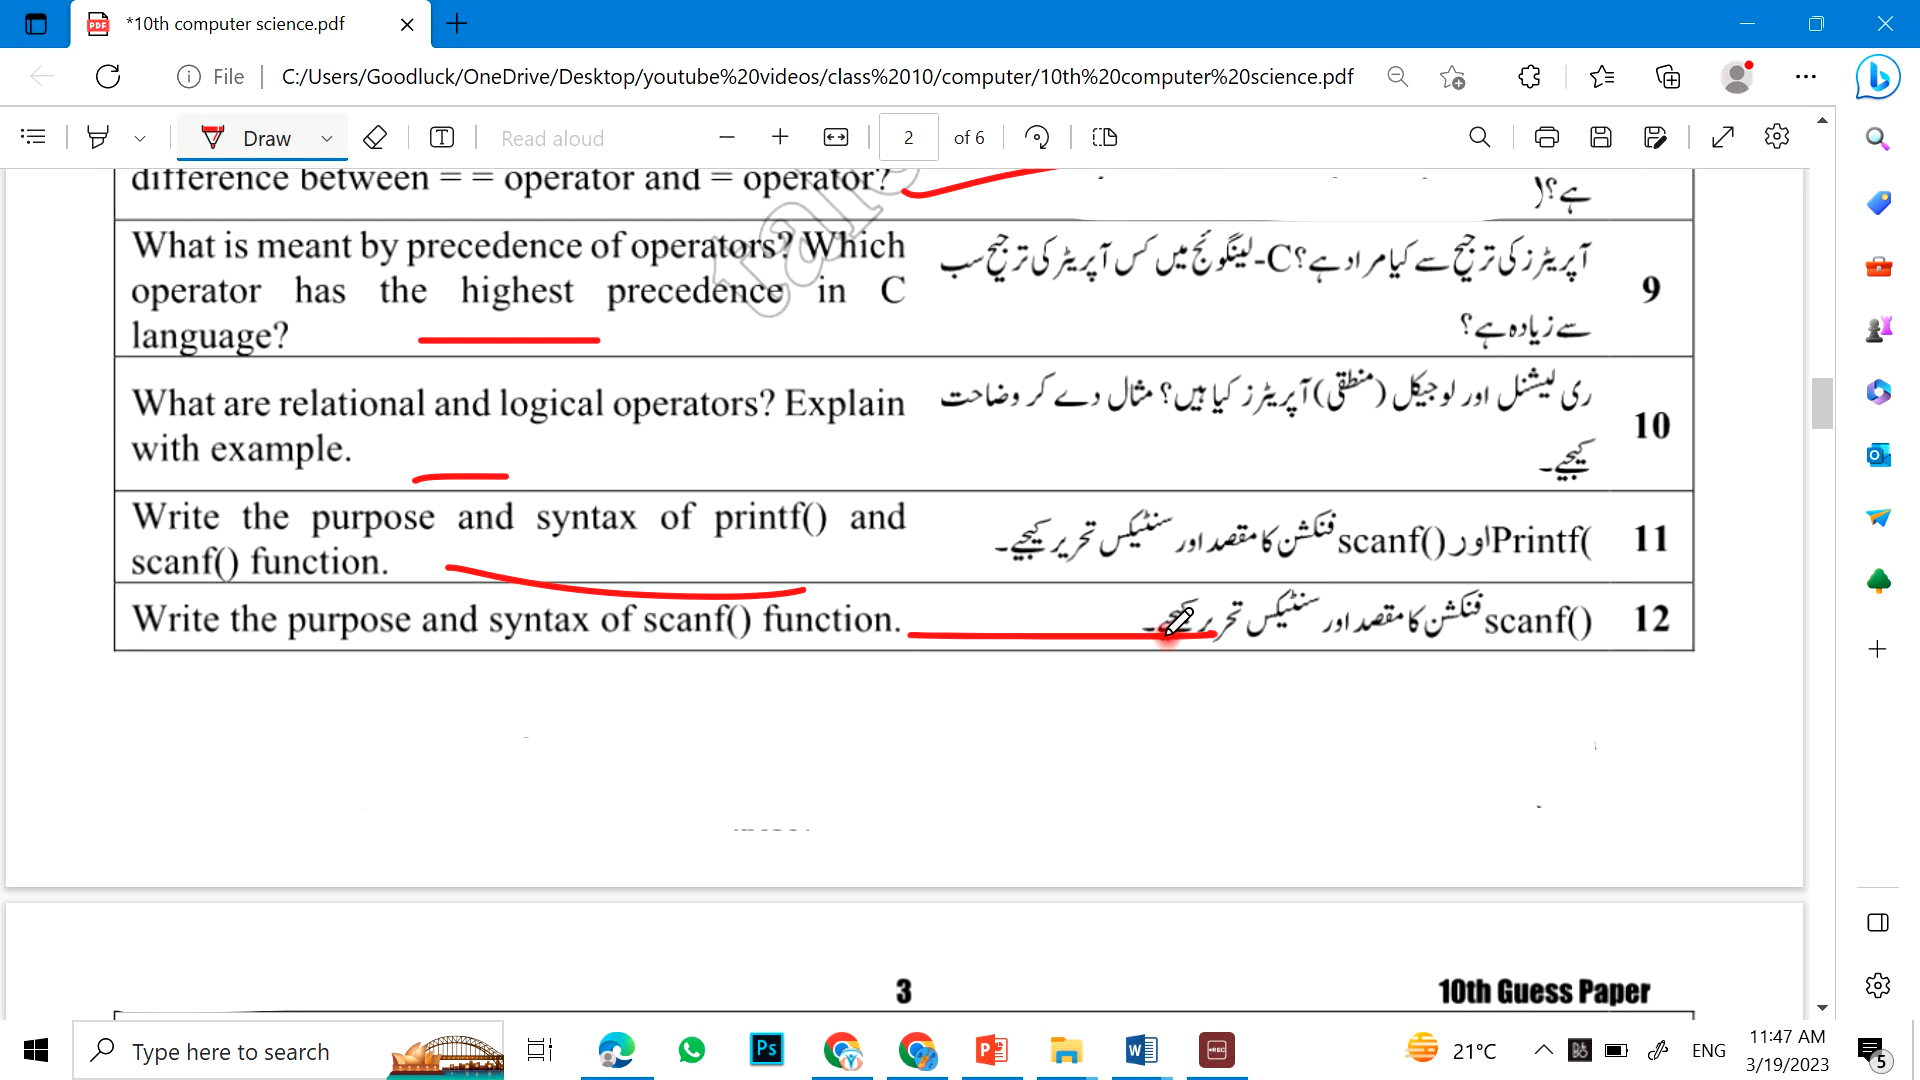 *10th computer science.pdf
File
C:/Users/Goodluck/OneDrive/Desktop/youtube%20videos/class%2010/computer/10th%20computer%20science.pdf
Draw
Read aloud
2 of 6
difference between = = operator and = operator?
ہے؟(
What is meant by precedence of operators? Which
operator has the highest precedence in C
language?
آپریٹرز کی ترجیح سے کیا مراد ہے؟ C-لینگوئج میں کس آپریٹر کی ترجیح سب
سے زیادہ ہے؟
9
What are relational and logical operators? Explain
with example.
ری لیشنل اور لوجیکل (منطقی) آپریٹرز کیا ہیں؟ مثال دے کر وضاحت
کیجیے۔
10
Write the purpose and syntax of printf() and
scanf() function.
Printf( اور scanf() فنکشن کا مقصد اور سنٹیکس تحریر کیجیے۔
11
Write the purpose and syntax of scanf() function.
scanf() فنکشن کا مقصد اور سنٹیکس تحریر کیجیے۔
12
3
10th Guess Paper
Type here to search
21°C
ENG
11:47 AM
3/19/2023
5